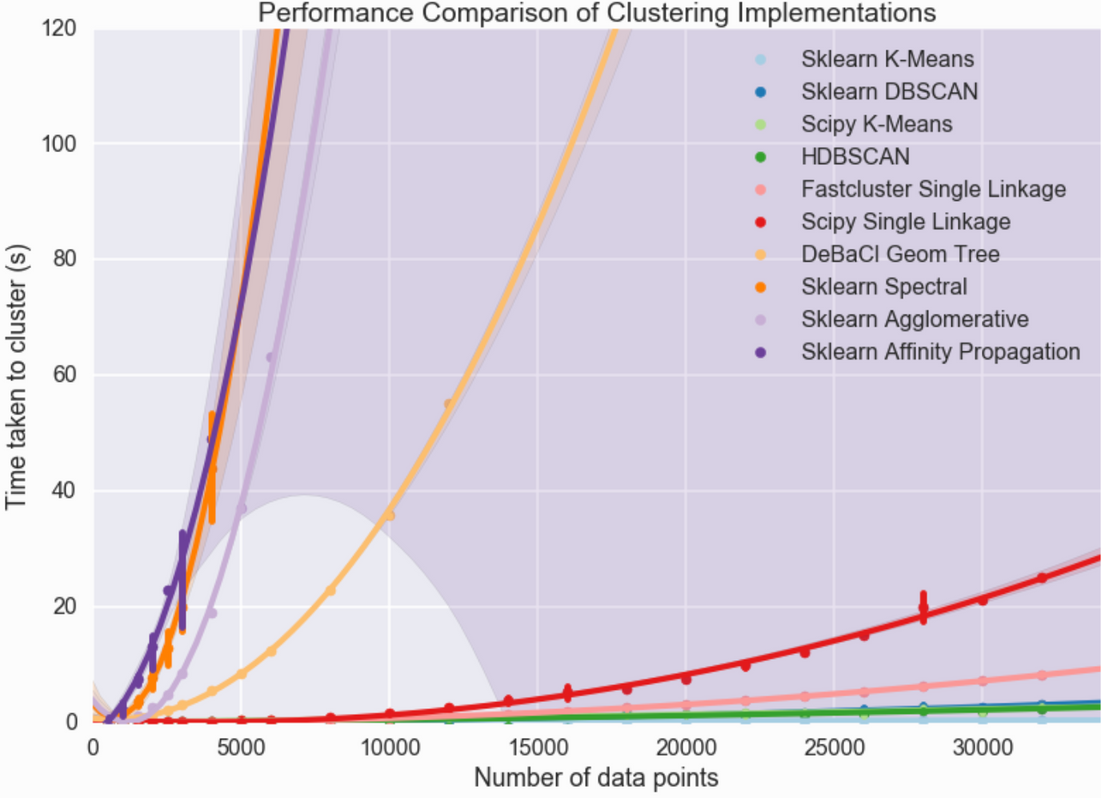 Performance Comparison of Clustering Implementations
120
100
80
60
40
20
0
Time taken to cluster (s)
Sklearn K-Means
Sklearn DBSCAN
Scipy K-Means
HDBSCAN
Fastcluster Single Linkage
Scipy Single Linkage
DeBaCl Geom Tree
Sklearn Spectral
Sklearn Agglomerative
Sklearn Affinity Propagation
0 5000 10000 15000 20000 25000 30000
Number of data points